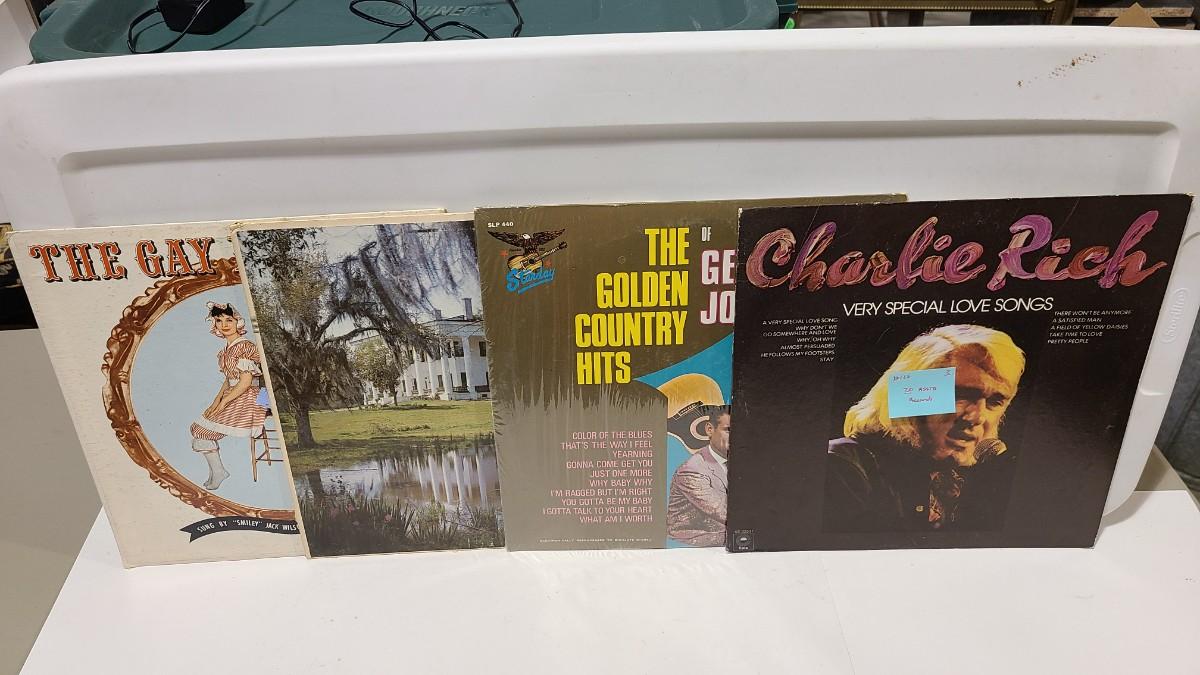 THE GAY
SUNG BY "SMILEY" JACK WILS
SLP 440
Starday
THE
GOLDEN
COUNTRY
HITS
OF
GE
JO
COLOR OF THE BLUES
THAT'S THE WAY I FEEL
YEARNING
GONNA COME GET YOU
JUST ONE MORE
WHY BABY WHY
I'M RAGGED BUT I'M RIGHT
YOU GOTTA BE MY BABY
I GOTTA TALK TO YOUR HEART
WHAT AM I WORTH
Charlie Rich
VERY SPECIAL LOVE SONGS
A VERY SPECIAL LOVE SONG
WHY DON'T WE
GO SOMEWHERE AND LOVE
WHY, OH WHY
ALMOST PERSUADED
HE FOLLOWS MY FOOTSTEPS
STAY
THERE WON'T BE ANYMORE
A SATISFIED MAN
A FIELD OF YELLOW DAISIES
TAKE TIME TO LOVE
PRETTY PEOPLE
20 ASSTD
Records
Epic